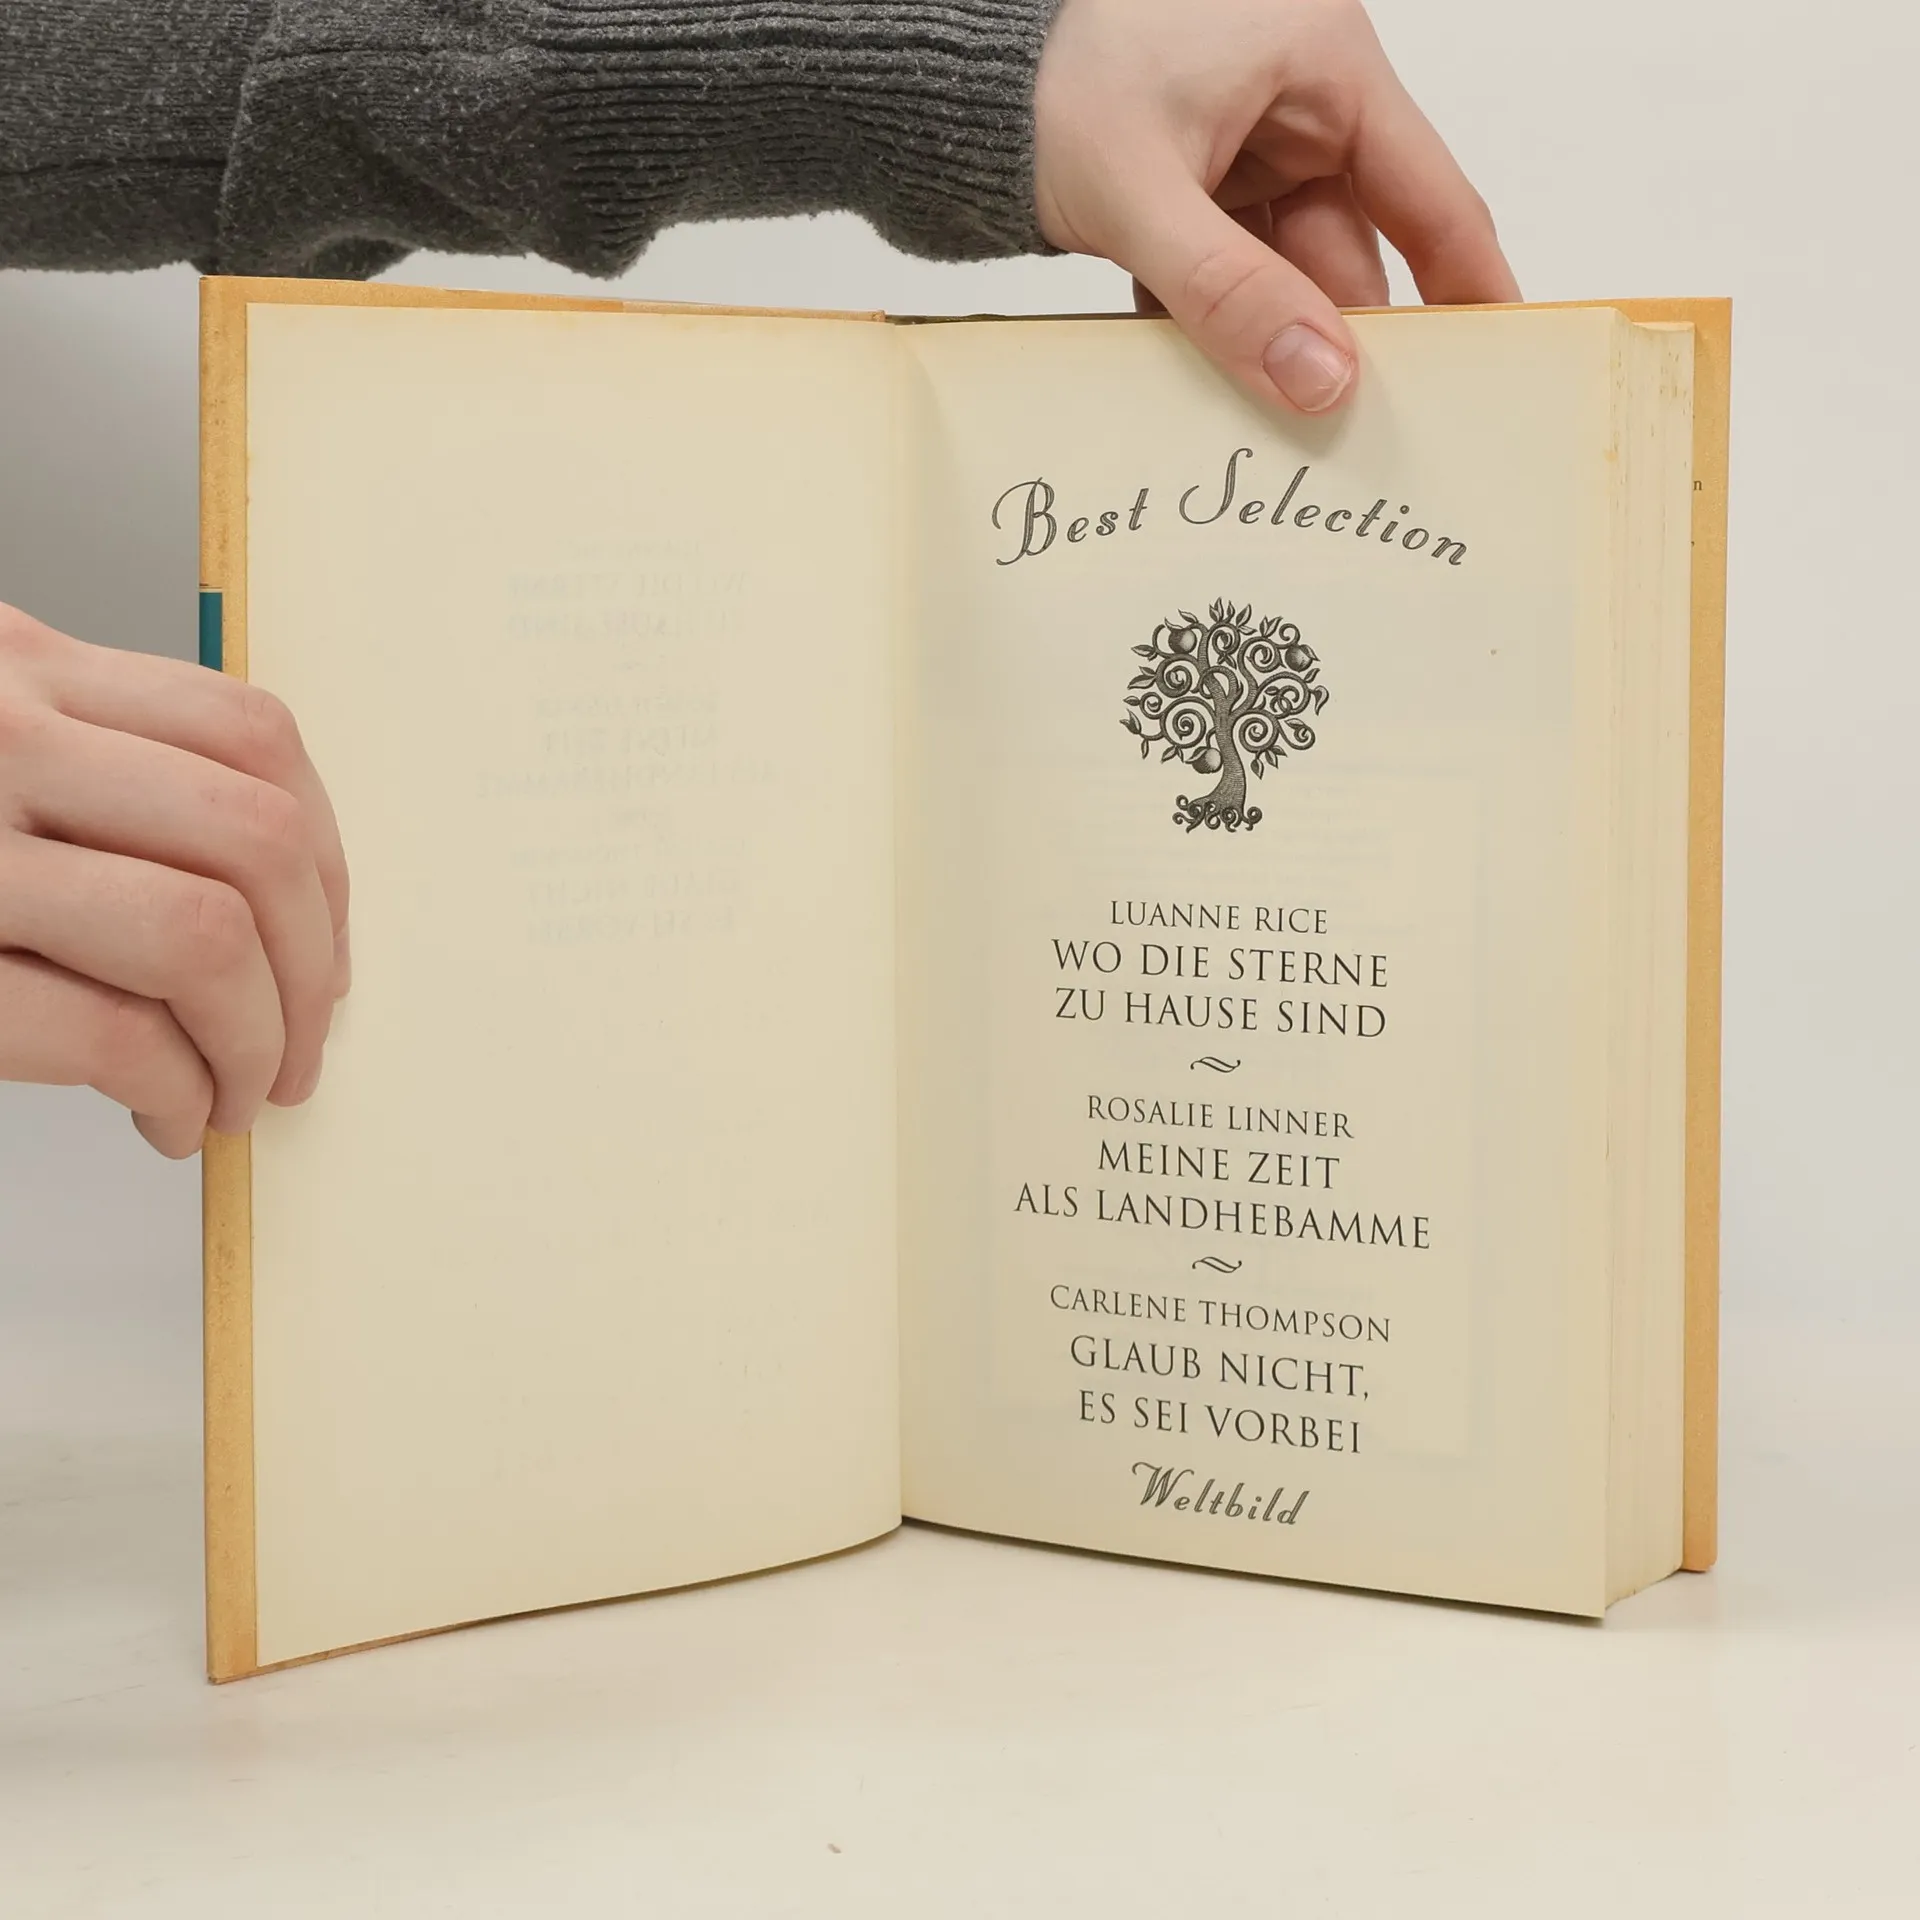 Best Selection
LUANNE RICE
WO DIE STERNE
ZU HAUSE SIND
ROSALIE LINNER
MEINE ZEIT
ALS LANDHEBAMME
CARLENE THOMPSON
GLAUB NICHT,
ES SEI VORBEI
Weltbild